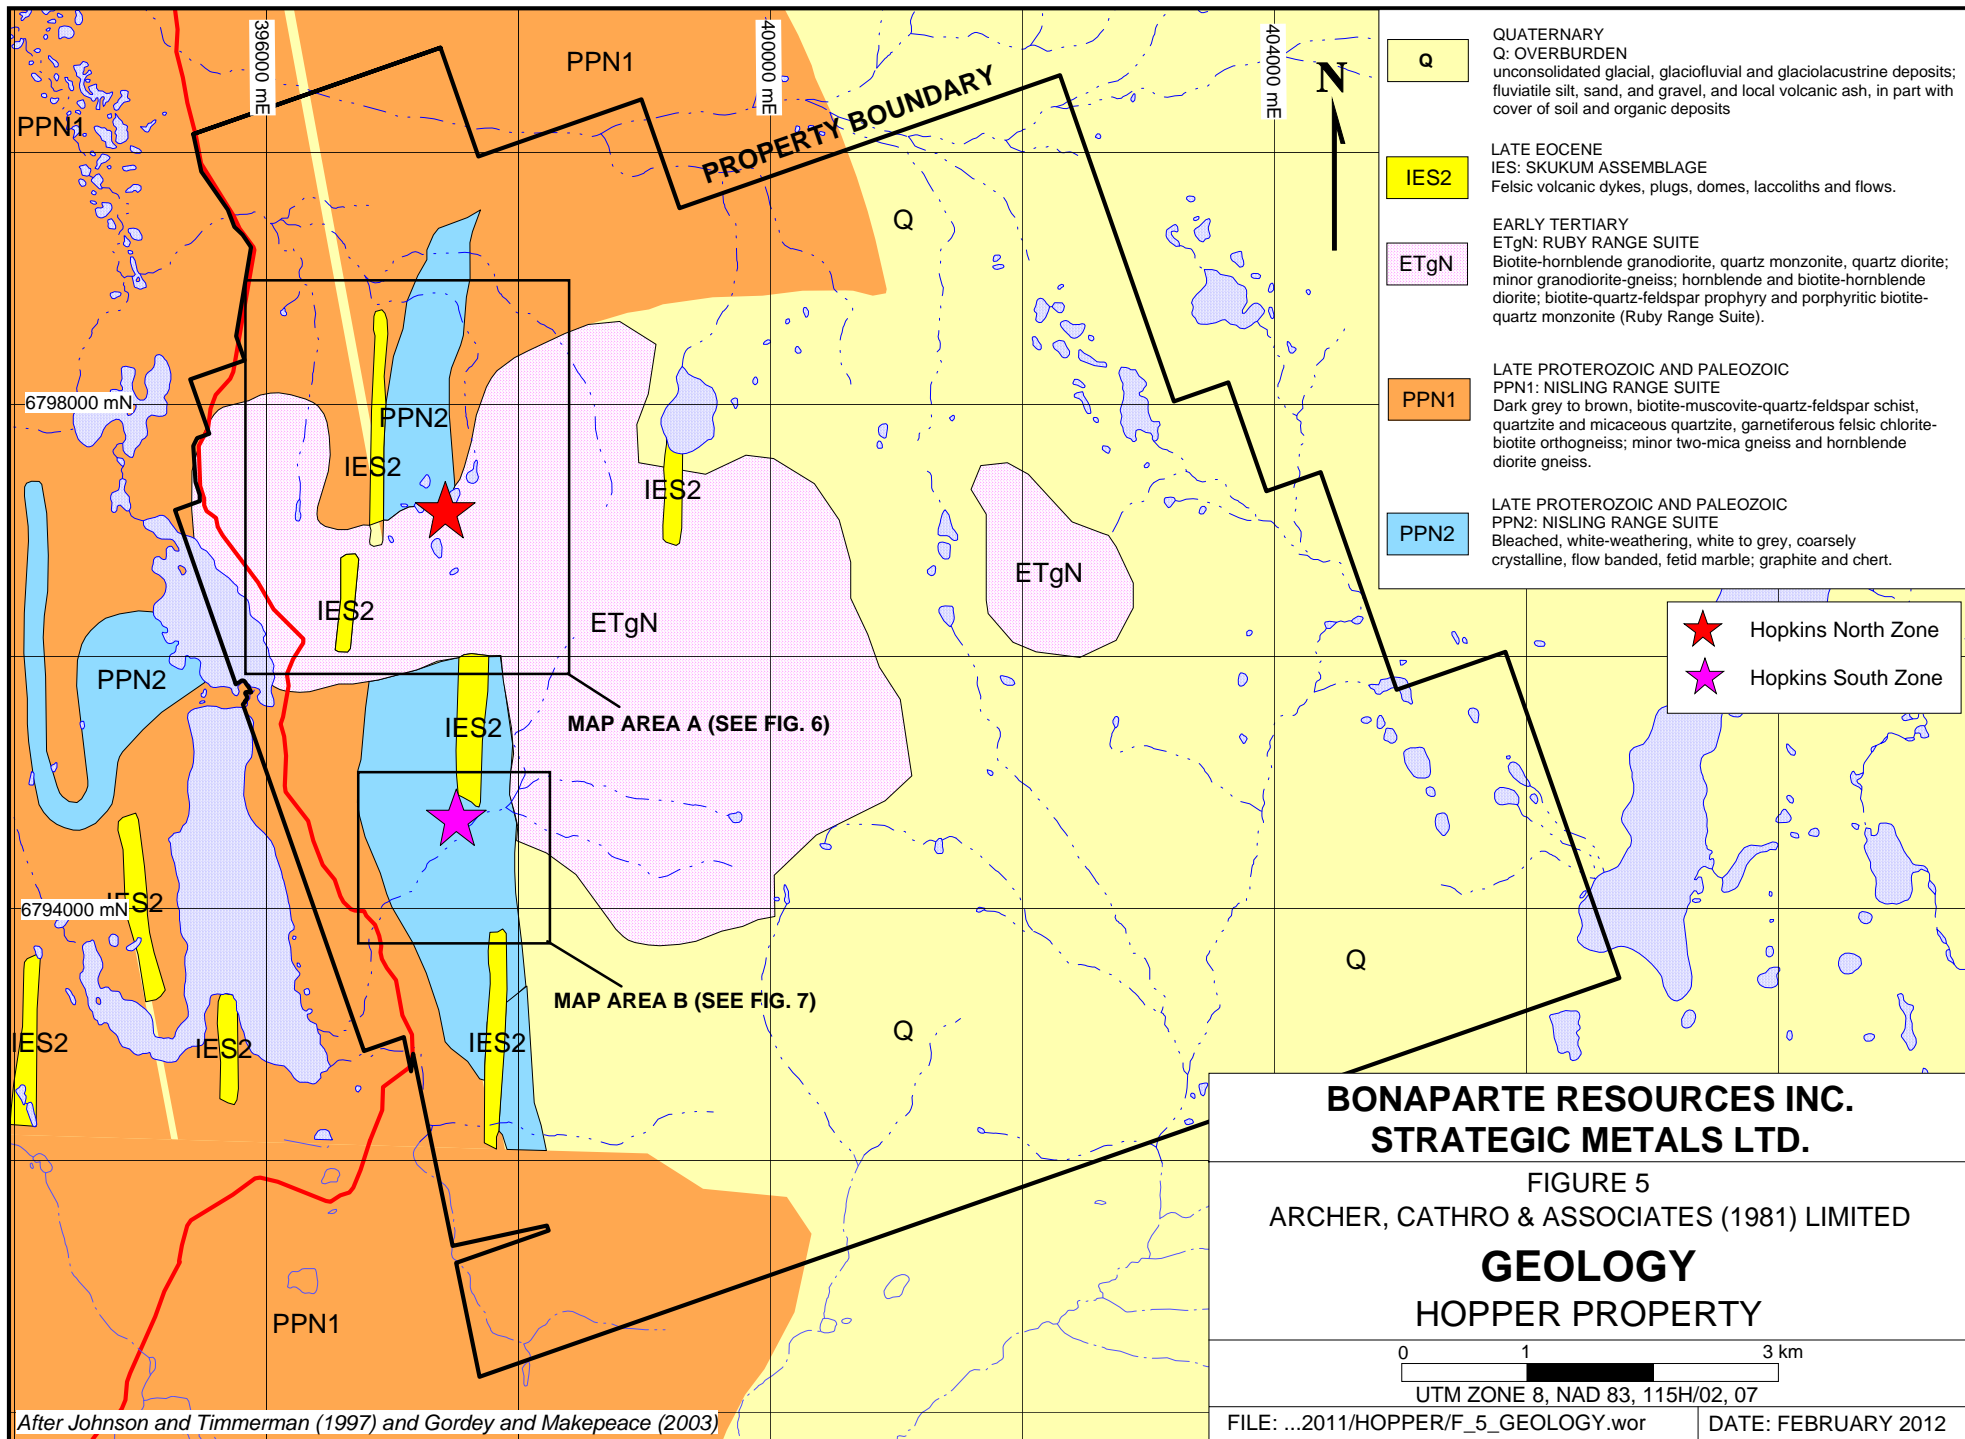 396000 mE
400000 mE
404000 mE
PPN1
PPN1
PROPERTY BOUNDARY
N
Q
6798000 mN
PPN2
IES2
IES2
IES2
ETgN
ETgN
PPN2
IES2
MAP AREA A (SEE FIG. 6)
6794000 mN
IES2
Q
MAP AREA B (SEE FIG. 7)
Q
IES2
IES2
IES2
PPN1
After Johnson and Timmerman (1997) and Gordey and Makepeace (2003)
Q
QUATERNARY
Q: OVERBURDEN
unconsolidated glacial, glaciofluvial and glaciolacustrine deposits;
fluviatile silt, sand, and gravel, and local volcanic ash, in part with
cover of soil and organic deposits
IES2
LATE EOCENE
IES: SKUKUM ASSEMBLAGE
Felsic volcanic dykes, plugs, domes, laccoliths and flows.
ETgN
EARLY TERTIARY
ETgN: RUBY RANGE SUITE
Biotite-hornblende granodiorite, quartz monzonite, quartz diorite;
minor granodiorite-gneiss; hornblende and biotite-hornblende
diorite; biotite-quartz-feldspar prophyry and porphyritic biotite-
quartz monzonite (Ruby Range Suite).
PPN1
LATE PROTEROZOIC AND PALEOZOIC
PPN1: NISLING RANGE SUITE
Dark grey to brown, biotite-muscovite-quartz-feldspar schist,
quartzite and micaceous quartzite, garnetiferous felsic chlorite-
biotite orthogneiss; minor two-mica gneiss and hornblende
diorite gneiss.
PPN2
LATE PROTEROZOIC AND PALEOZOIC
PPN2: NISLING RANGE SUITE
Bleached, white-weathering, white to grey, coarsely
crystalline, flow banded, fetid marble; graphite and chert.
Hopkins North Zone
Hopkins South Zone
BONAPARTE RESOURCES INC.
STRATEGIC METALS LTD.
FIGURE 5
ARCHER, CATHRO & ASSOCIATES (1981) LIMITED
GEOLOGY
HOPPER PROPERTY
0 1 3 km
UTM ZONE 8, NAD 83, 115H/02, 07
FILE: ...2011/HOPPER/F_5_GEOLOGY.wor
DATE: FEBRUARY 2012